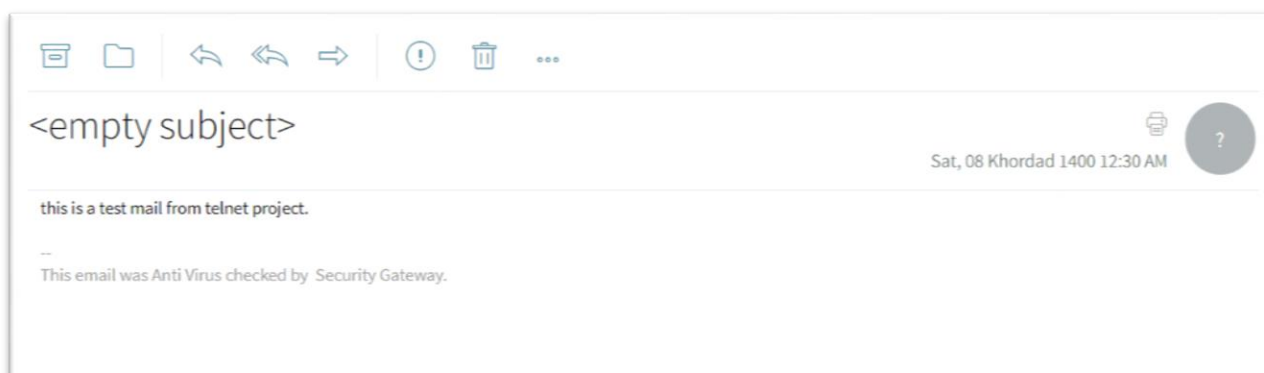 <empty subject>
Sat, 08 Khordad 1400 12:30 AM
?
this is a test mail from telnet project.
--
This email was Anti Virus checked by Security Gateway.